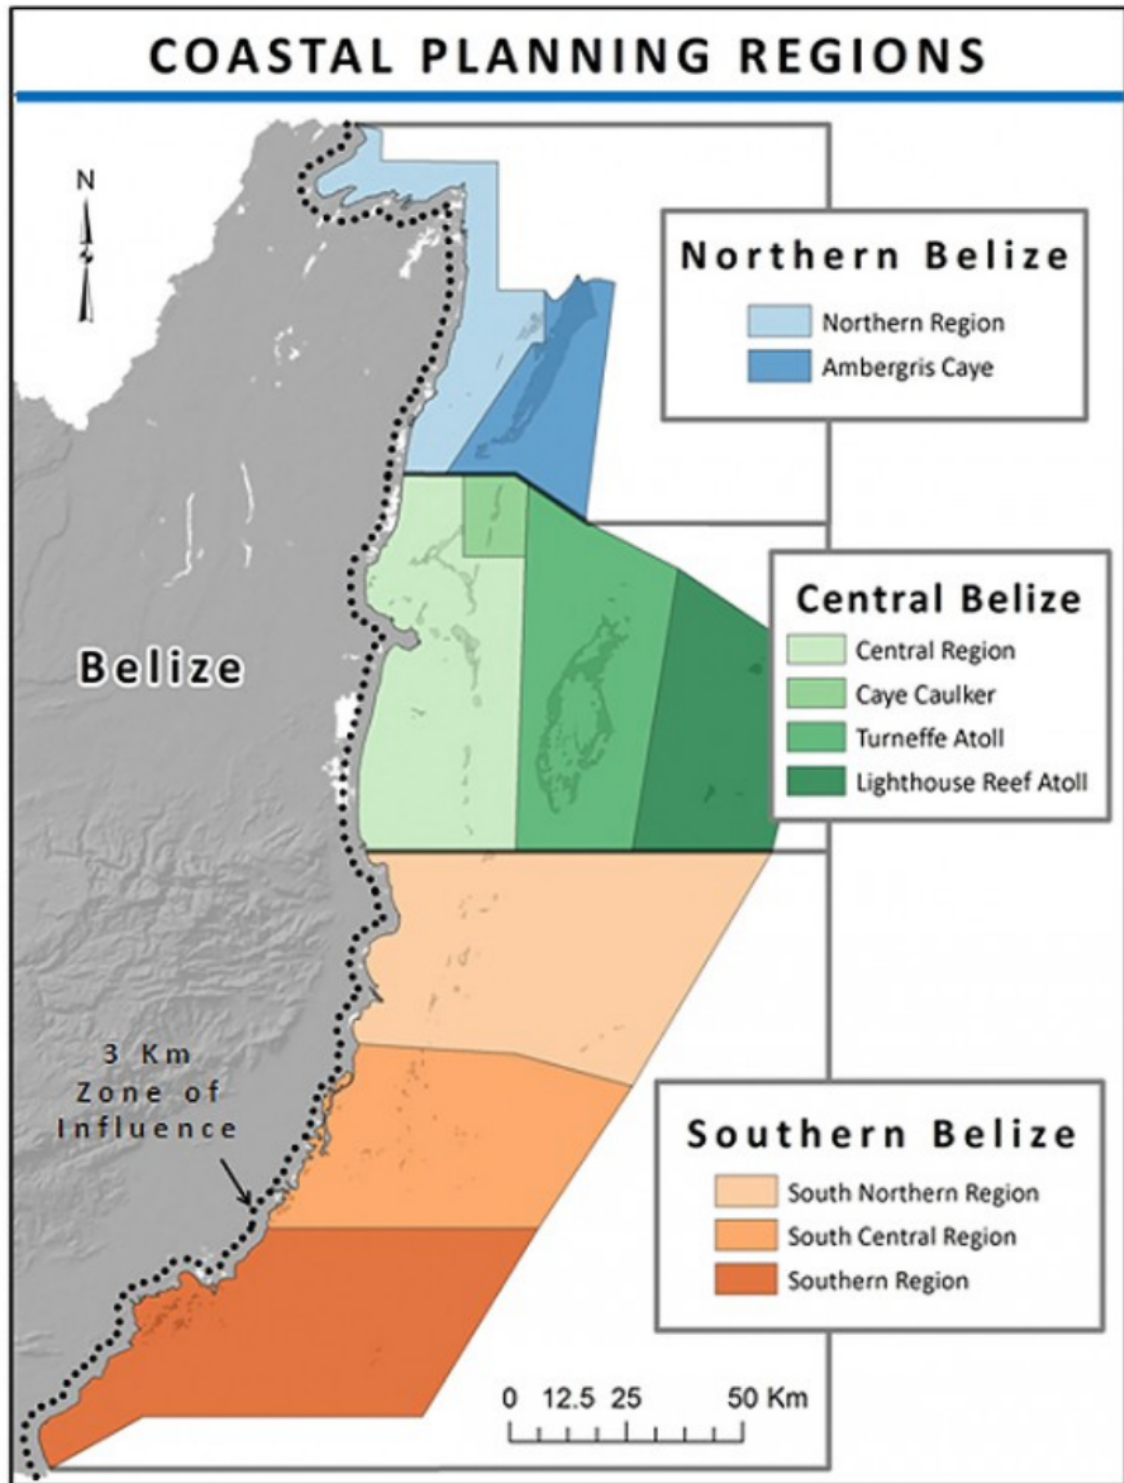 COASTAL PLANNING REGIONS
N
Northern Belize
Northern Region
Ambergris Caye
Central Belize
Central Region
Caye Caulker
Turneffe Atoll
Lighthouse Reef Atoll
Belize
3 Km
Zone of
Influence
Southern Belize
South Northern Region
South Central Region
Southern Region
0 12.5 25 50 Km